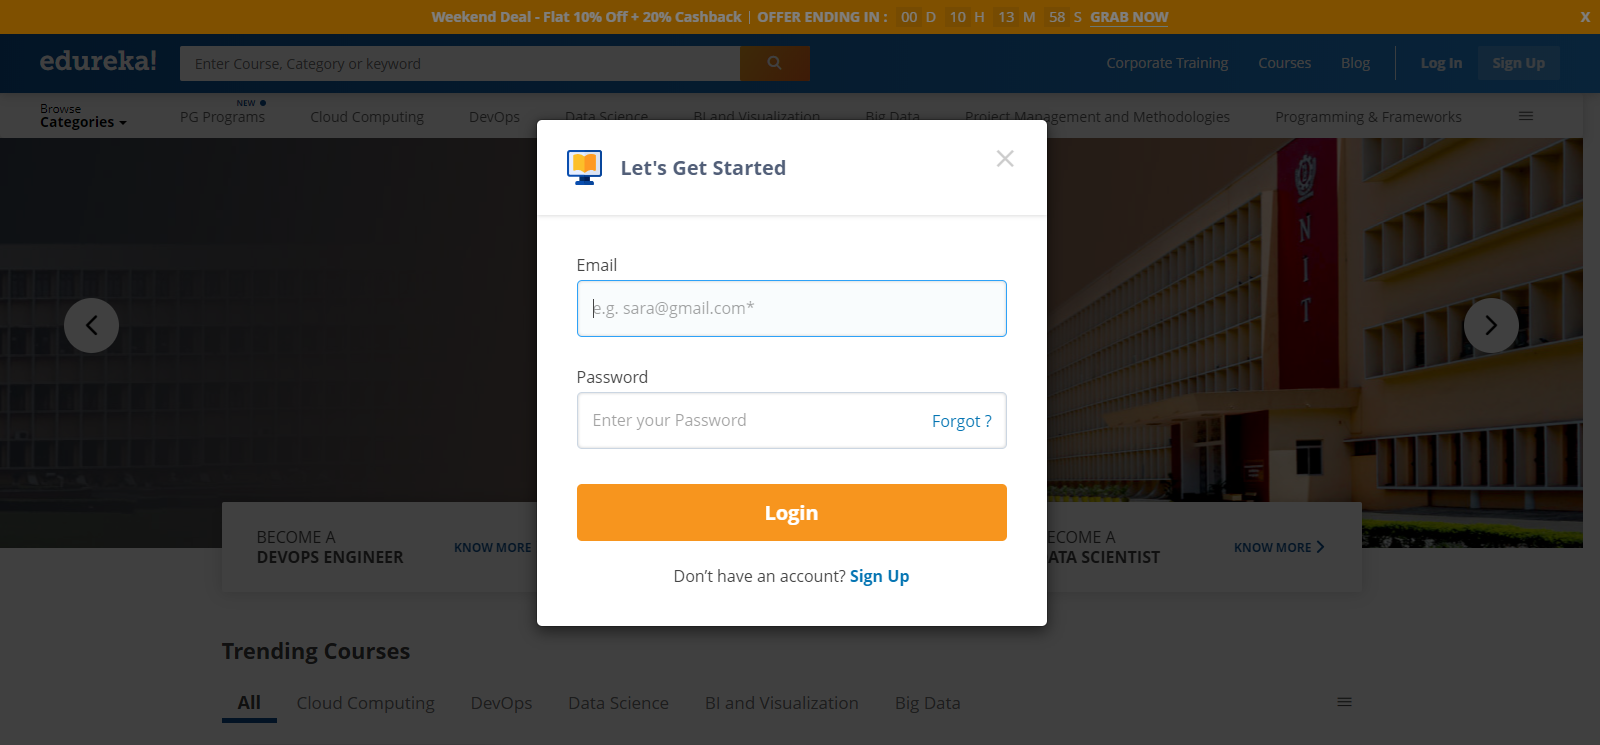 Weekend Deal - Flat 10% Off + 20% Cashback | OFFER ENDING IN : 00 D 10 H 13 M 58 S GRAB NOW X
edureka!
Enter Course, Category or keyword
Corporate Training Courses Blog Log In Sign Up
Browse
Categories
NEW
PG Programs Cloud Computing DevOps Data Science BI and Visualization Big Data Project Management and Methodologies Programming & Frameworks
NIT
Let's Get Started
Email
e.g. sara@gmail.com*
Password
Enter your Password Forgot ?
Login
Don't have an account? Sign Up
BECOME A
DEVOPS ENGINEER
KNOW MORE
ECOME A
ATA SCIENTIST
KNOW MORE
Trending Courses
All Cloud Computing DevOps Data Science BI and Visualization Big Data